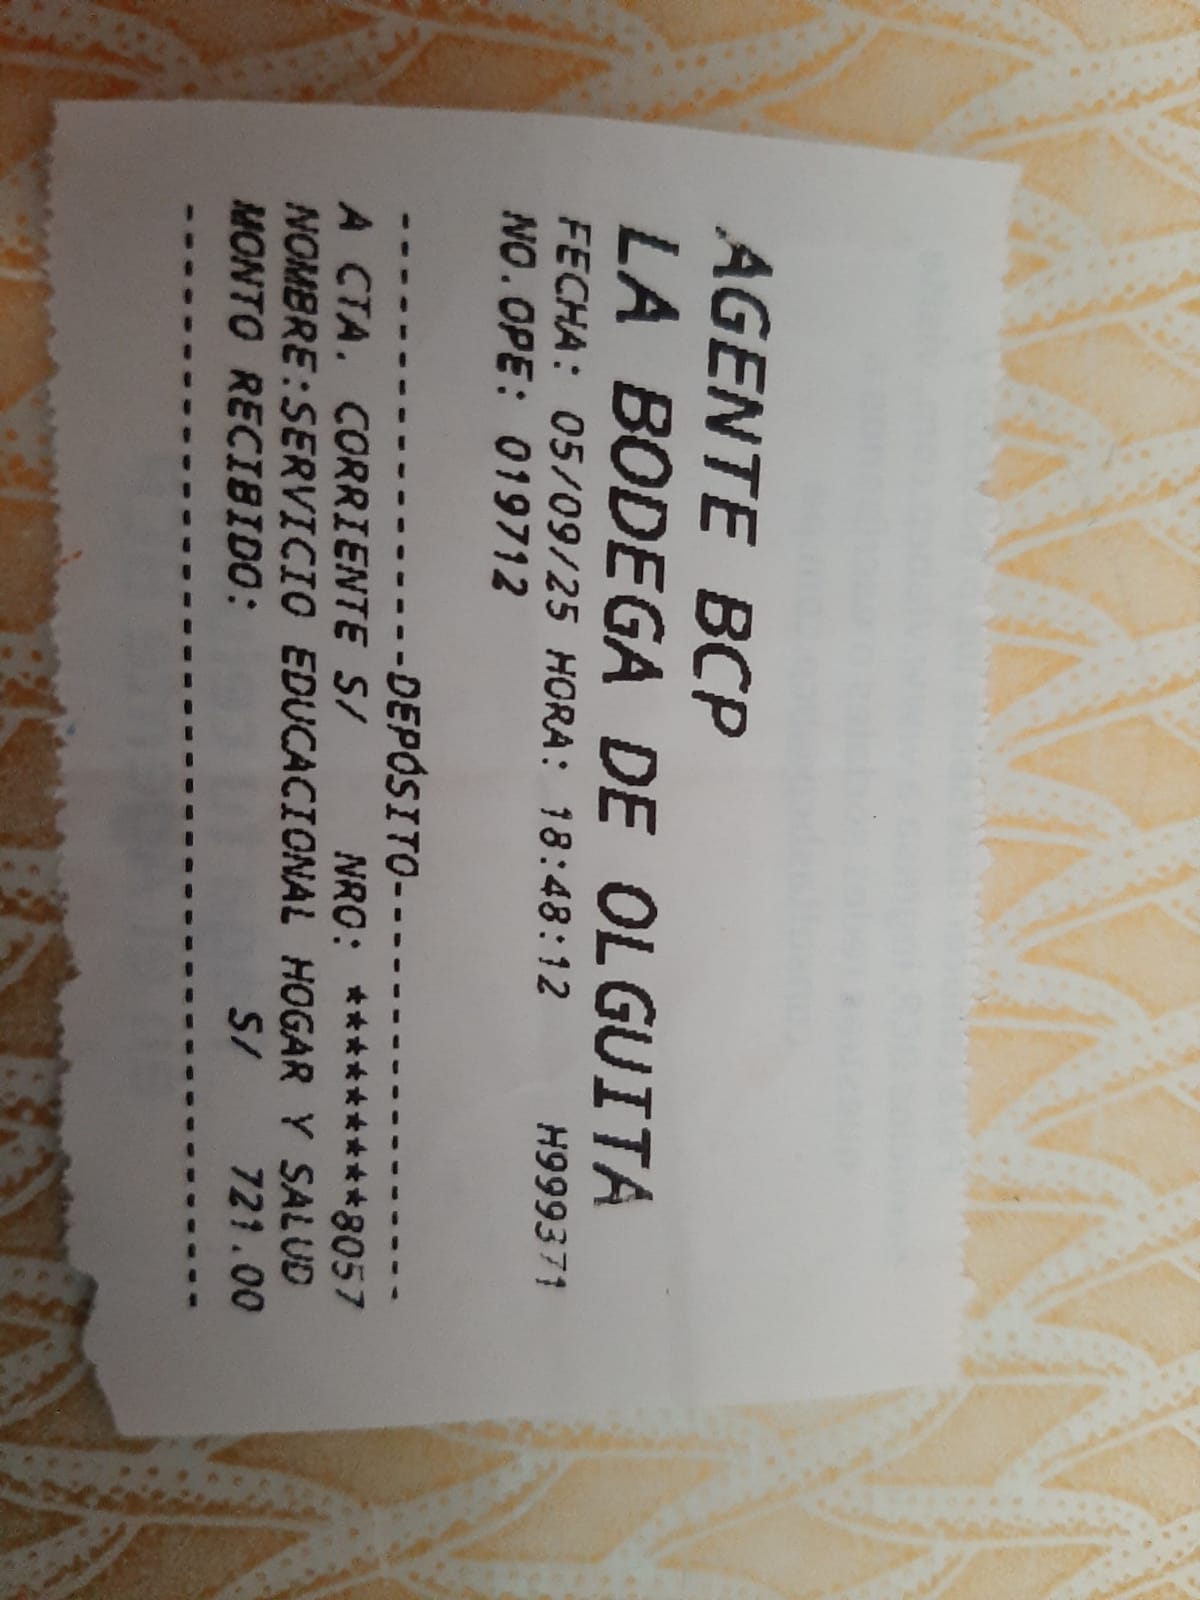 AGENTE BCP
LA BODEGA DE OLGUITA
FECHA: 05/09/25 HORA: 18:48:12 H999371
NO.OPE: 019712
--------------------DEPÓSITO--------------------
A CTA. CORRIENTE S/ NRO: **********8057
NOMBRE:SERVICIO EDUCACIONAL HOGAR Y SALUD
MONTO RECIBIDO: S/ 721.00
------------------------------------------------